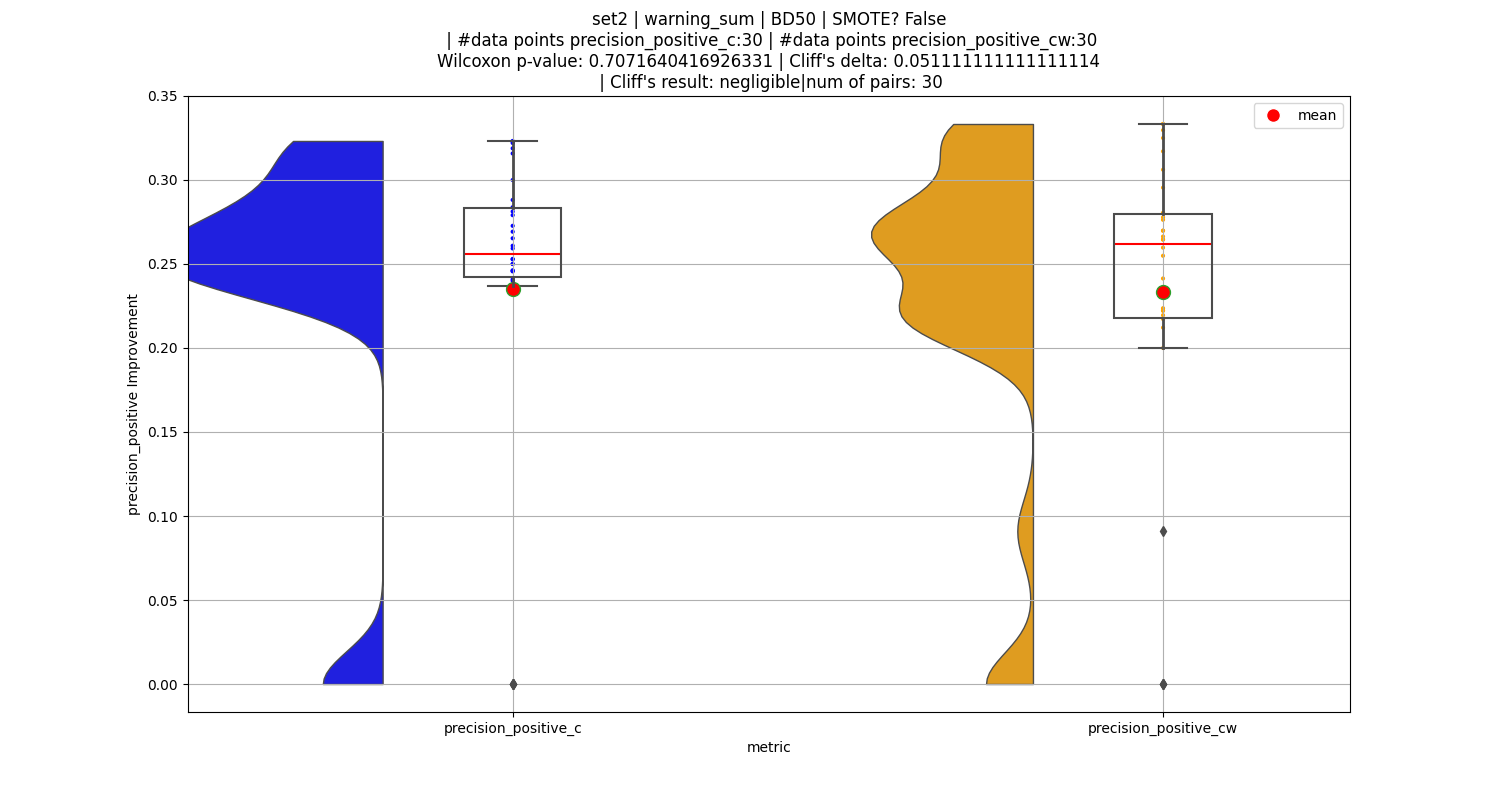 set2 | warning_sum | BD50 | SMOTE? False
| #data points precision_positive_c:30 | #data points precision_positive_cw:30
Wilcoxon p-value: 0.7071640416926331 | Cliff's delta: 0.051111111111111114
| Cliff's result: negligible|num of pairs: 30
mean
0.35
0.30
0.25
0.20
0.15
0.10
0.05
0.00
precision_positive Improvement
precision_positive_c
precision_positive_cw
metric